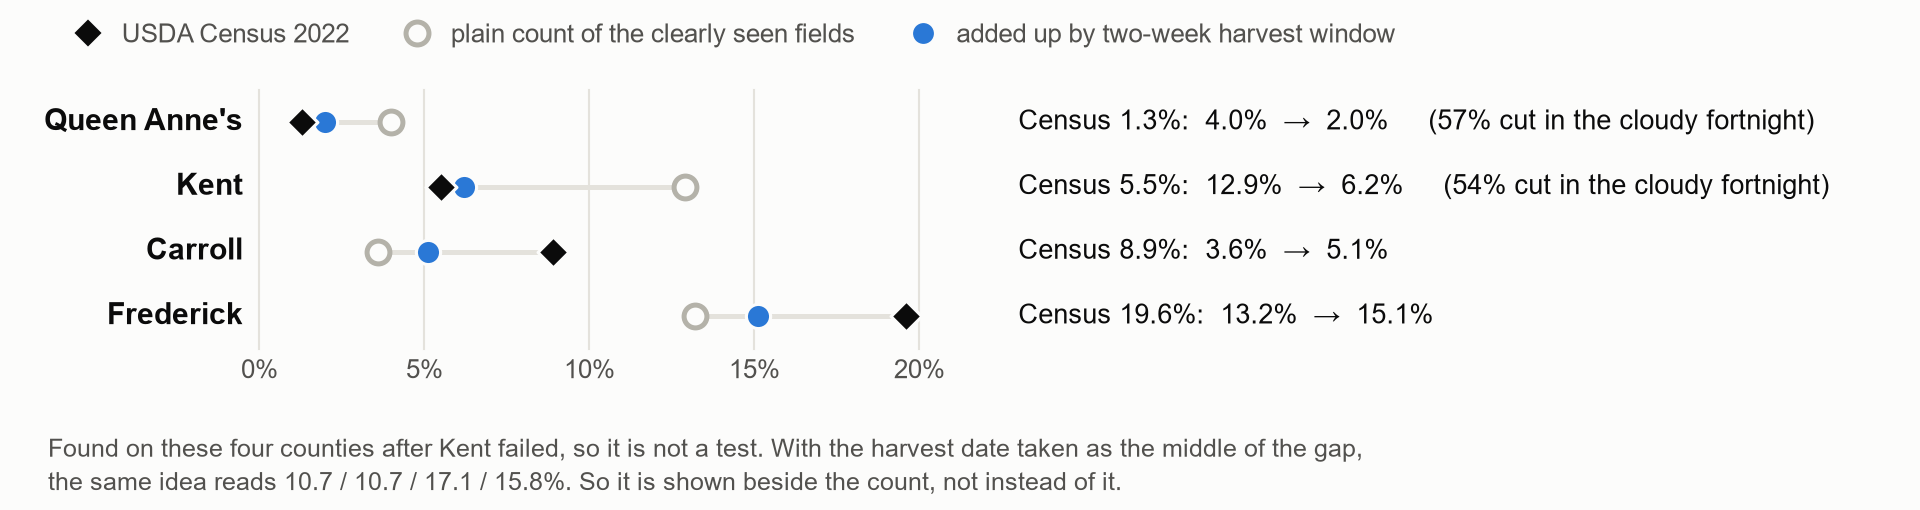 USDA Census 2022 plain count of the clearly seen fields added up by two-week harvest window
Queen Anne's Census 1.3%: 4.0% → 2.0% (57% cut in the cloudy fortnight)
Kent Census 5.5%: 12.9% → 6.2% (54% cut in the cloudy fortnight)
Carroll Census 8.9%: 3.6% → 5.1%
Frederick Census 19.6%: 13.2% → 15.1%
0% 5% 10% 15% 20%
Found on these four counties after Kent failed, so it is not a test. With the harvest date taken as the middle of the gap,
the same idea reads 10.7 / 10.7 / 17.1 / 15.8%. So it is shown beside the count, not instead of it.